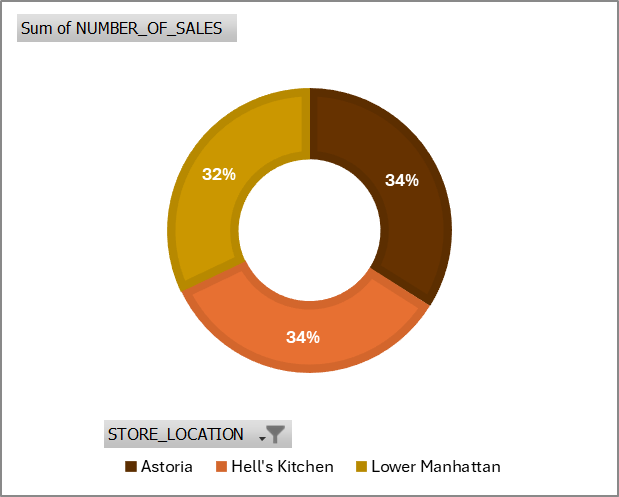 Sum of NUMBER_OF_SALES
32%
34%
34%
STORE_LOCATION
Astoria Hell's Kitchen Lower Manhattan